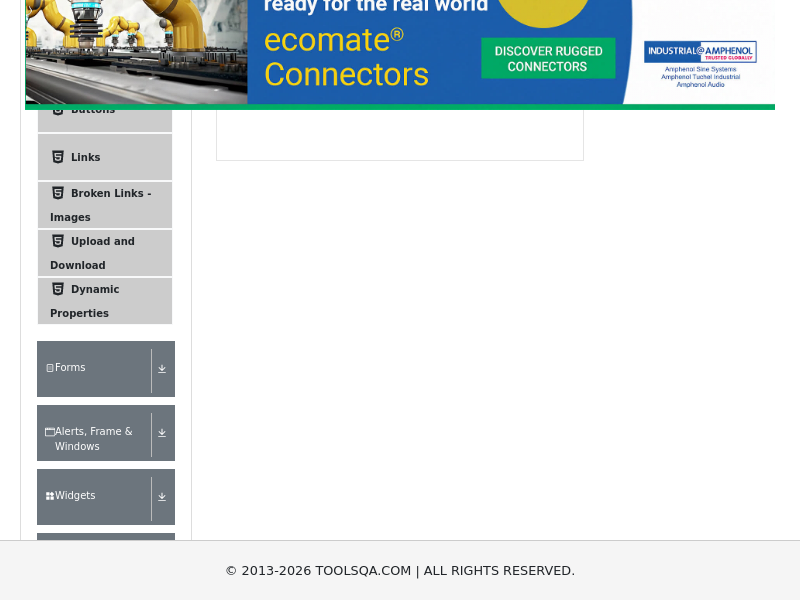 ready for the real world
ecomate®
Connectors
DISCOVER RUGGED
CONNECTORS
INDUSTRIAL@AMPHENOL
TRUSTED GLOBALLY
Amphenol Sine Systems
Amphenol Tuchel Industrial
Amphenol Audio
Buttons
Links
Broken Links -
Images
Upload and
Download
Dynamic
Properties
Forms
Alerts, Frame &
Windows
Widgets
© 2013-2026 TOOLSQA.COM | ALL RIGHTS RESERVED.